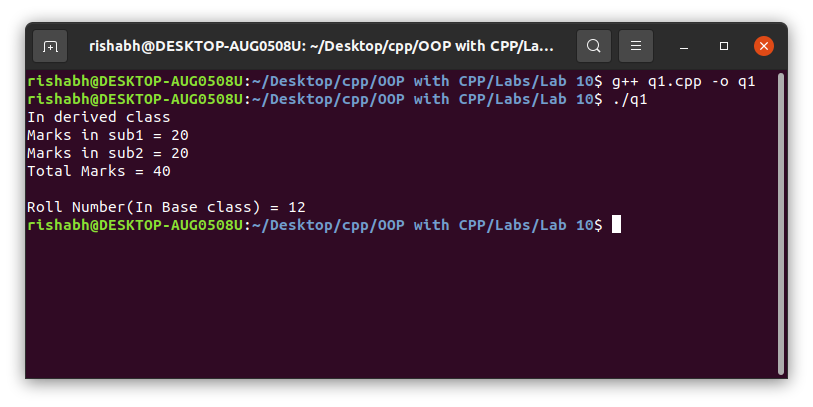 rishabh@DESKTOP-AUG0508U: ~/Desktop/cpp/OOP with CPP/La...
rishabh@DESKTOP-AUG0508U:~/Desktop/cpp/OOP with CPP/Labs/Lab 10$ g++ q1.cpp -o q1
rishabh@DESKTOP-AUG0508U:~/Desktop/cpp/OOP with CPP/Labs/Lab 10$ ./q1
In derived class
Marks in sub1 = 20
Marks in sub2 = 20
Total Marks = 40
Roll Number(In Base class) = 12
rishabh@DESKTOP-AUG0508U:~/Desktop/cpp/OOP with CPP/Labs/Lab 10$